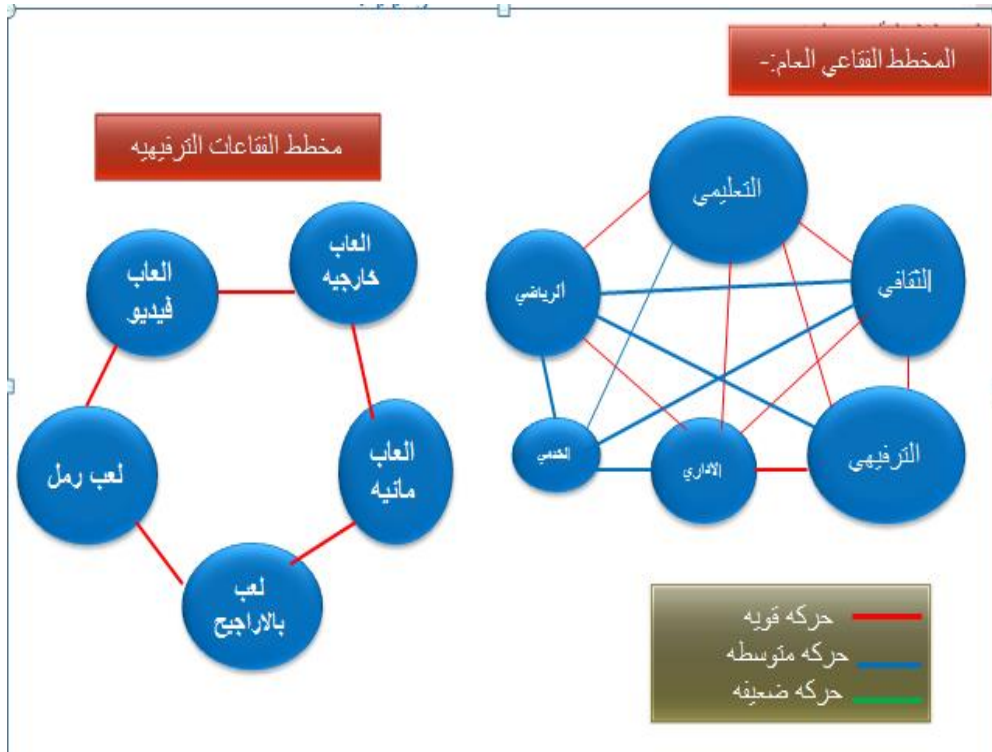 المخطط الفقاعي العام:-
التعليمي
الثقافي
الرياضي
الترفيهي
الأداري
الخدمي
حركه قويه
حركه متوسطه
حركه ضعيفه
مخطط الفقاعات الترفيهيه
العاب
خارجيه
العاب
فيديو
العاب
مائيه
لعب رمل
لعب
بالاراجيح